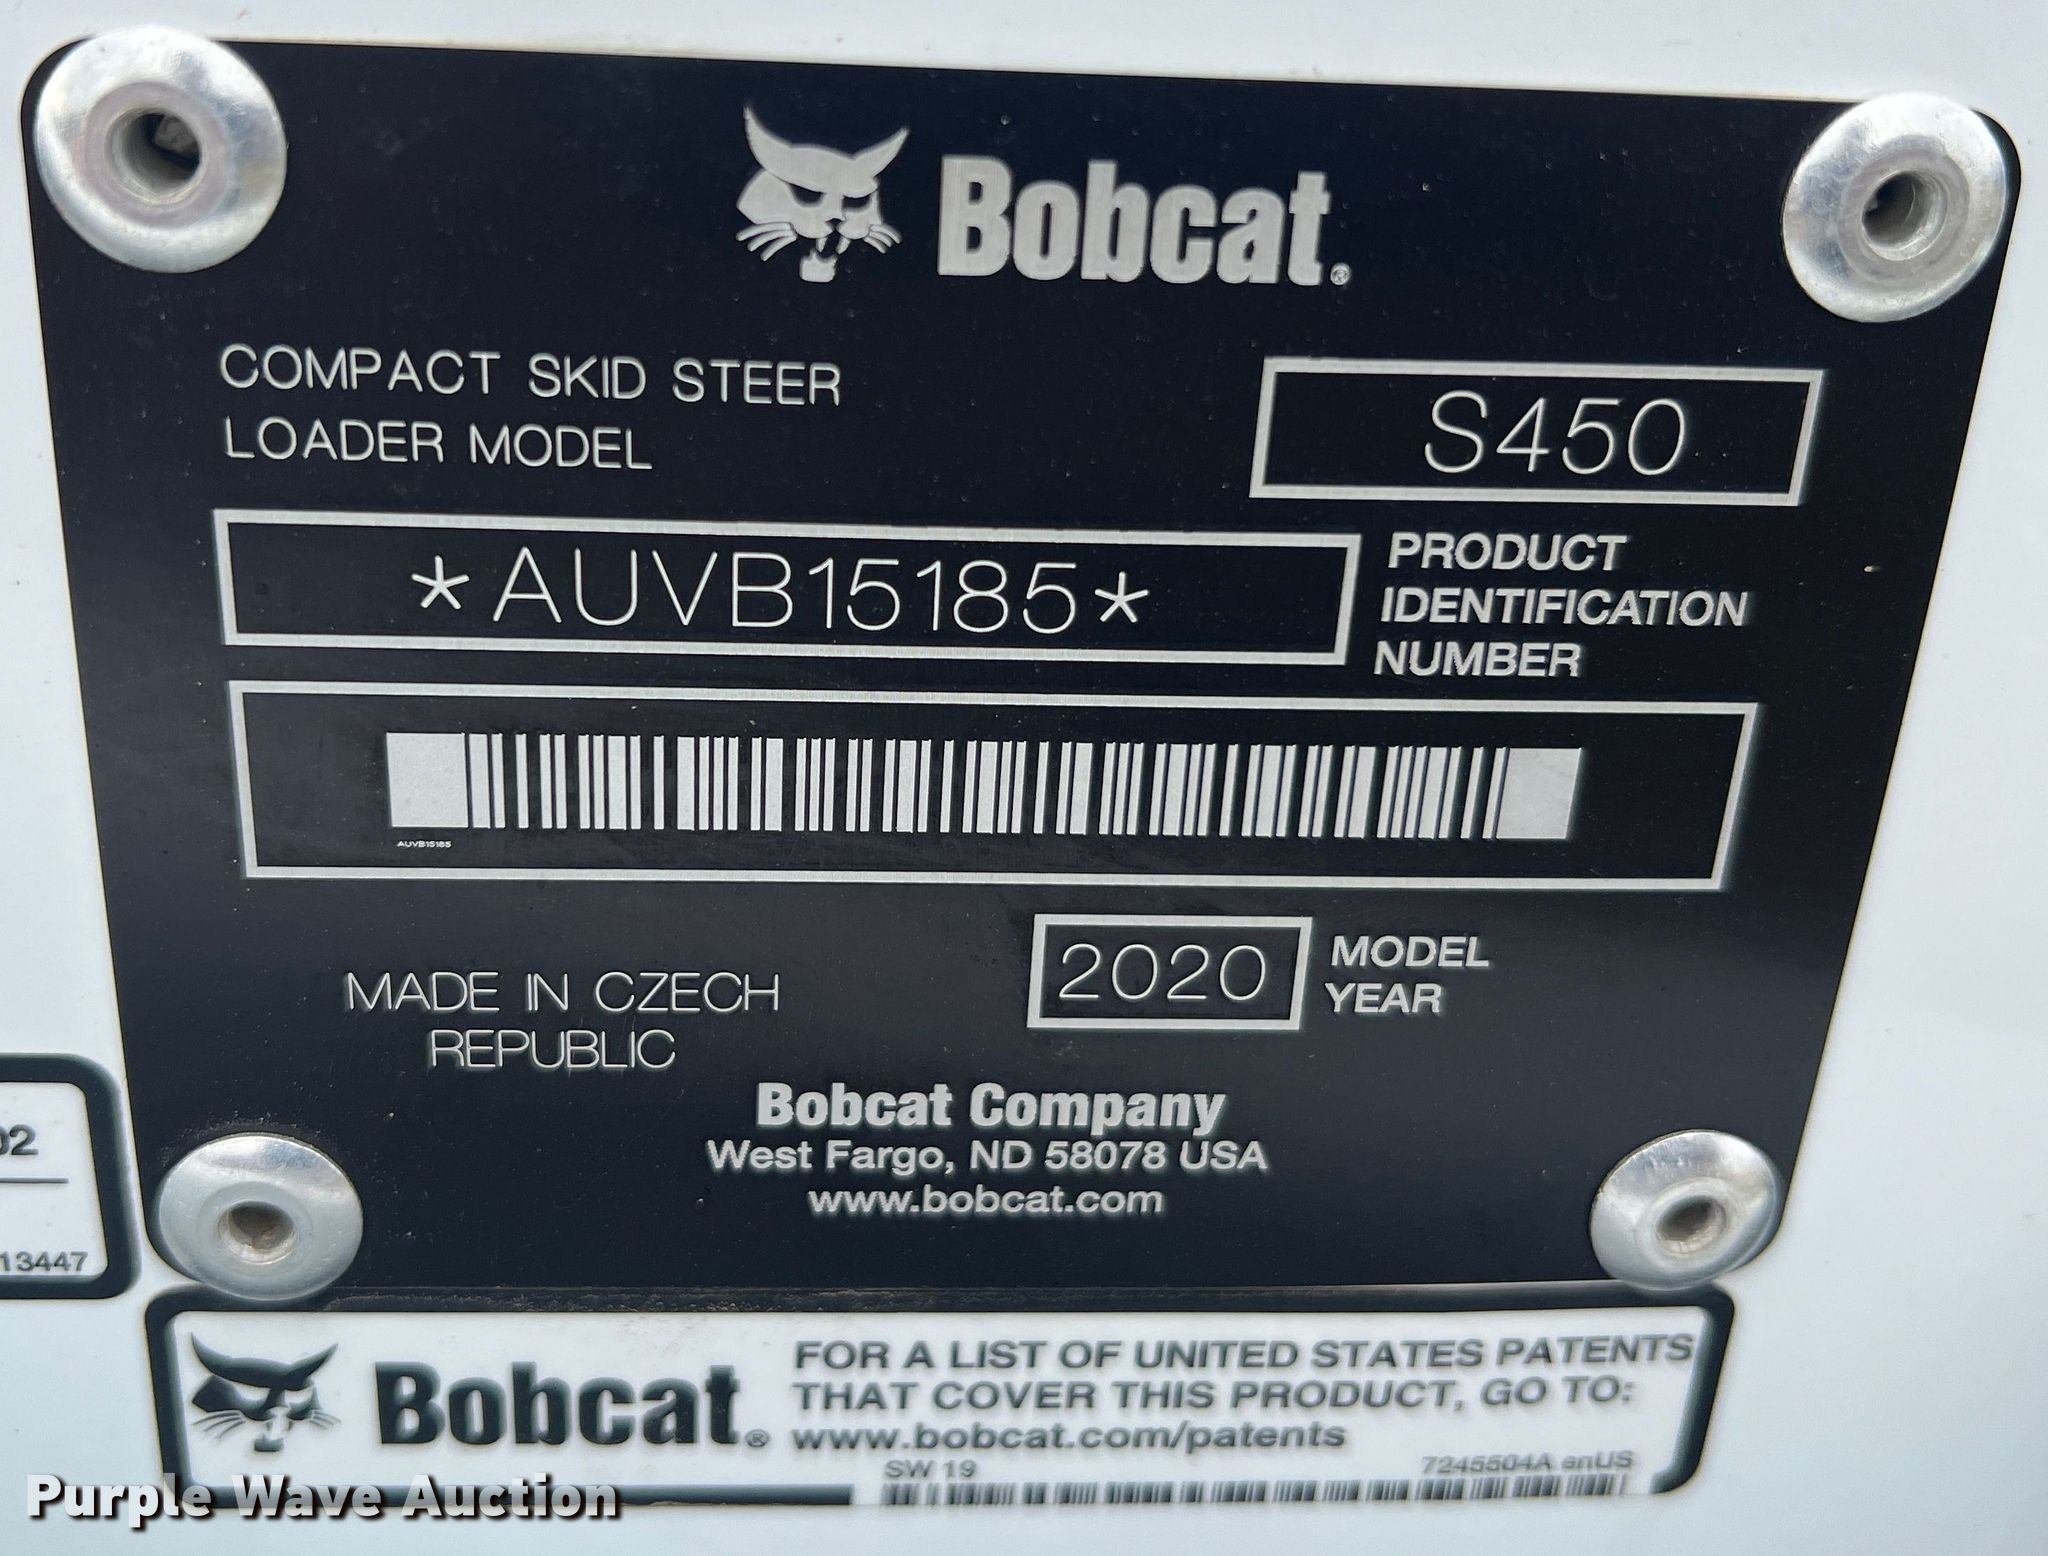 Bobcat®
COMPACT SKID STEER
LOADER MODEL
S450
*AUVB15185*
PRODUCT
IDENTIFICATION
NUMBER
AUVB15185
MADE IN CZECH
REPUBLIC
2020
MODEL
YEAR
Bobcat Company
West Fargo, ND 58078 USA
www.bobcat.com
02
13447
Bobcat®
FOR A LIST OF UNITED STATES PATENTS
THAT COVER THIS PRODUCT, GO TO:
www.bobcat.com/patents
SW 19
7245504A enUS
Purple Wave Auction